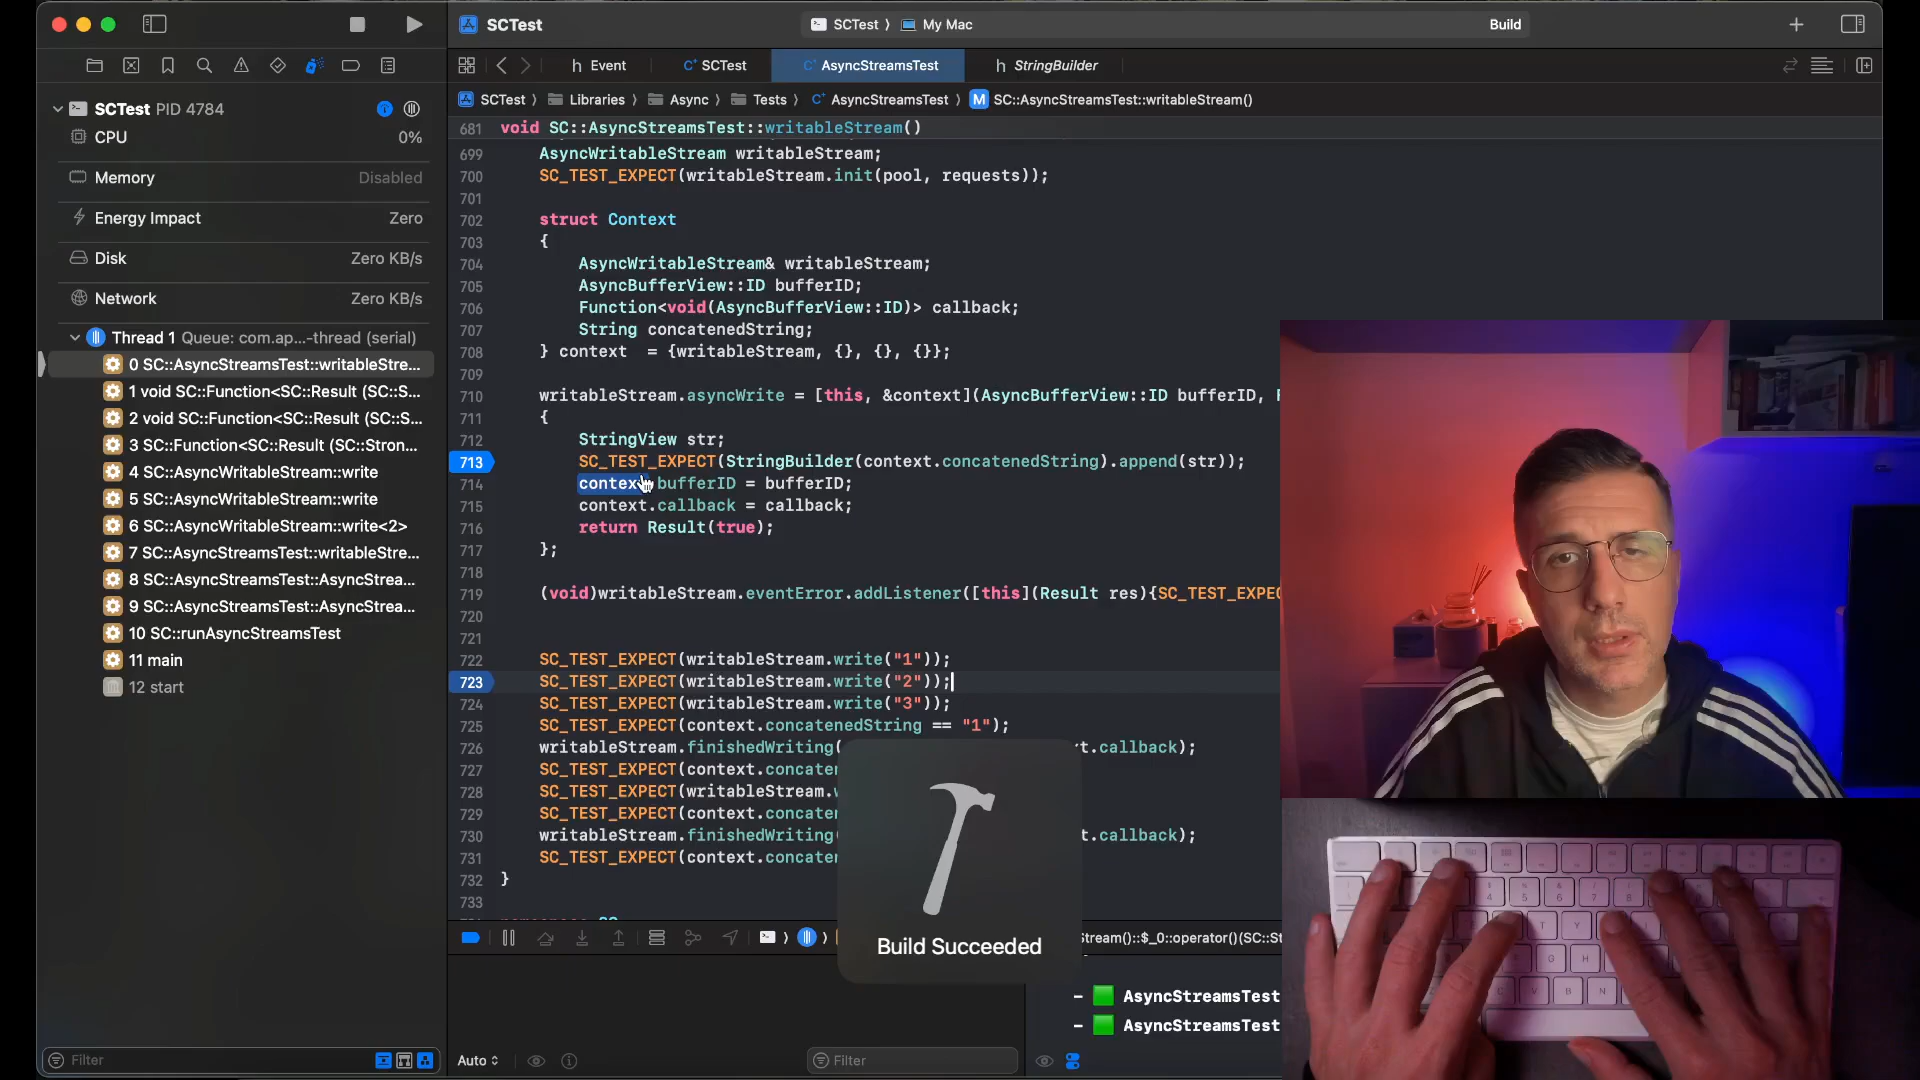 SCTest
SCTest
My Mac
Build
Event
SCTest
AsyncStreamsTest
StringBuilder
SCTest
Libraries
Async
Tests
AsyncStreamsTest
M SC::AsyncStreamsTest::writableStream()
SCTest PID 4784
CPU 0%
Memory Disabled
Energy Impact Zero
Disk Zero KB/s
Network Zero KB/s
Thread 1 Queue: com.ap...-thread (serial)
0 SC::AsyncStreamsTest::writableStre...
1 void SC::Function<SC::Result (SC::S...
2 void SC::Function<SC::Result (SC::S...
3 SC::Function<SC::Result (SC::Stron...
4 SC::AsyncWritableStream::write
5 SC::AsyncWritableStream::write
6 SC::AsyncWritableStream::write<2>
7 SC::AsyncStreamsTest::writableStre...
8 SC::AsyncStreamsTest::AsyncStrea...
9 SC::AsyncStreamsTest::AsyncStrea...
10 SC::runAsyncStreamsTest
11 main
12 start
Filter
681 void SC::AsyncStreamsTest::writableStream()
699 AsyncWritableStream writableStream;
700 SC_TEST_EXPECT(writableStream.init(pool, requests));
701
702 struct Context
703 {
704 AsyncWritableStream& writableStream;
705 AsyncBufferView::ID bufferID;
706 Function<void(AsyncBufferView::ID)> callback;
707 String concatenedString;
708 } context  = {writableStream, {}, {}, {}};
709
710 writableStream.asyncWrite = [this, &context](AsyncBufferView::ID bufferID, F
711 {
712 StringView str;
713 SC_TEST_EXPECT(StringBuilder(context.concatenedString).append(str));
714 context.bufferID = bufferID;
715 context.callback = callback;
716 return Result(true);
717 };
718
719 (void)writableStream.eventError.addListener([this](Result res){SC_TEST_EXPEC
720
721
722 SC_TEST_EXPECT(writableStream.write("1"));
723 SC_TEST_EXPECT(writableStream.write("2"));
724 SC_TEST_EXPECT(writableStream.write("3"));
725 SC_TEST_EXPECT(context.concatenedString == "1");
726 writableStream.finishedWriting( t.callback);
727 SC_TEST_EXPECT(context.concaten
728 SC_TEST_EXPECT(writableStream.w
729 SC_TEST_EXPECT(context.concaten
730 writableStream.finishedWriting( t.callback);
731 SC_TEST_EXPECT(context.concaten
732 }
733
Build Succeeded
Stream()::$_0::operator()(SC::St
– AsyncStreamsTest
– AsyncStreamsTest
Auto
Filter